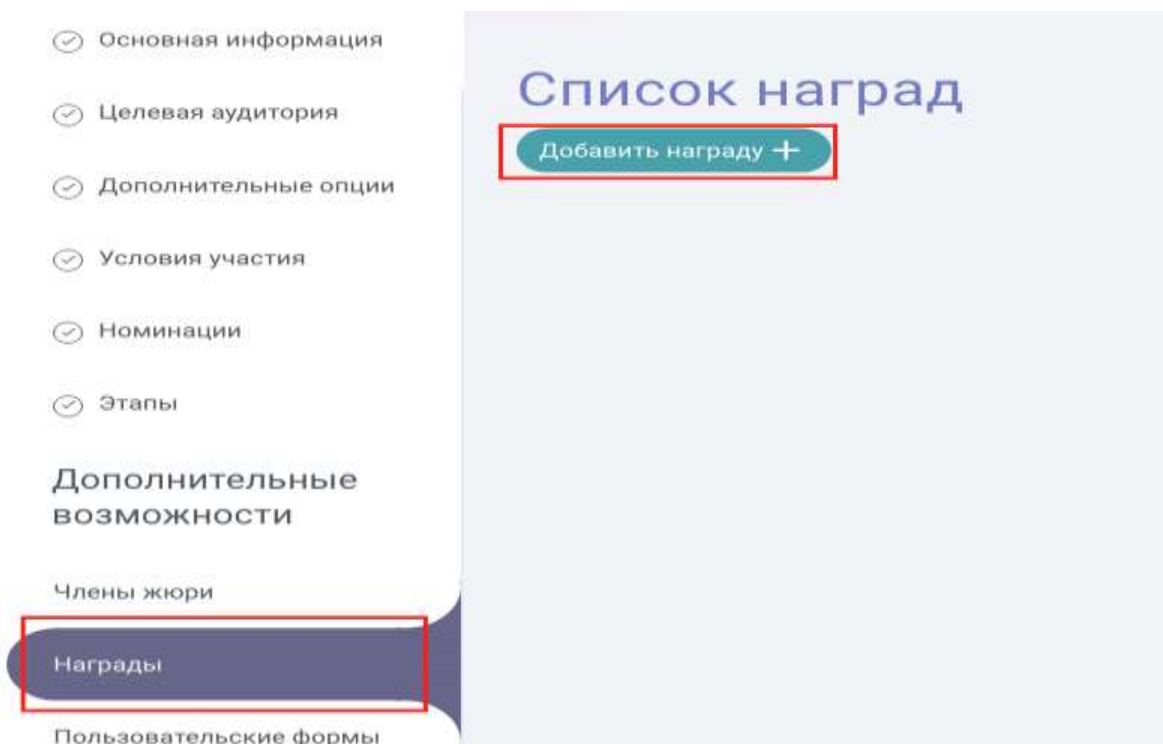 Основная информация
Целевая аудитория
Дополнительные опции
Условия участия
Номинации
Этапы
Дополнительные
возможности
Члены жюри
Награды
Пользовательские формы
Список наград
Добавить награду +